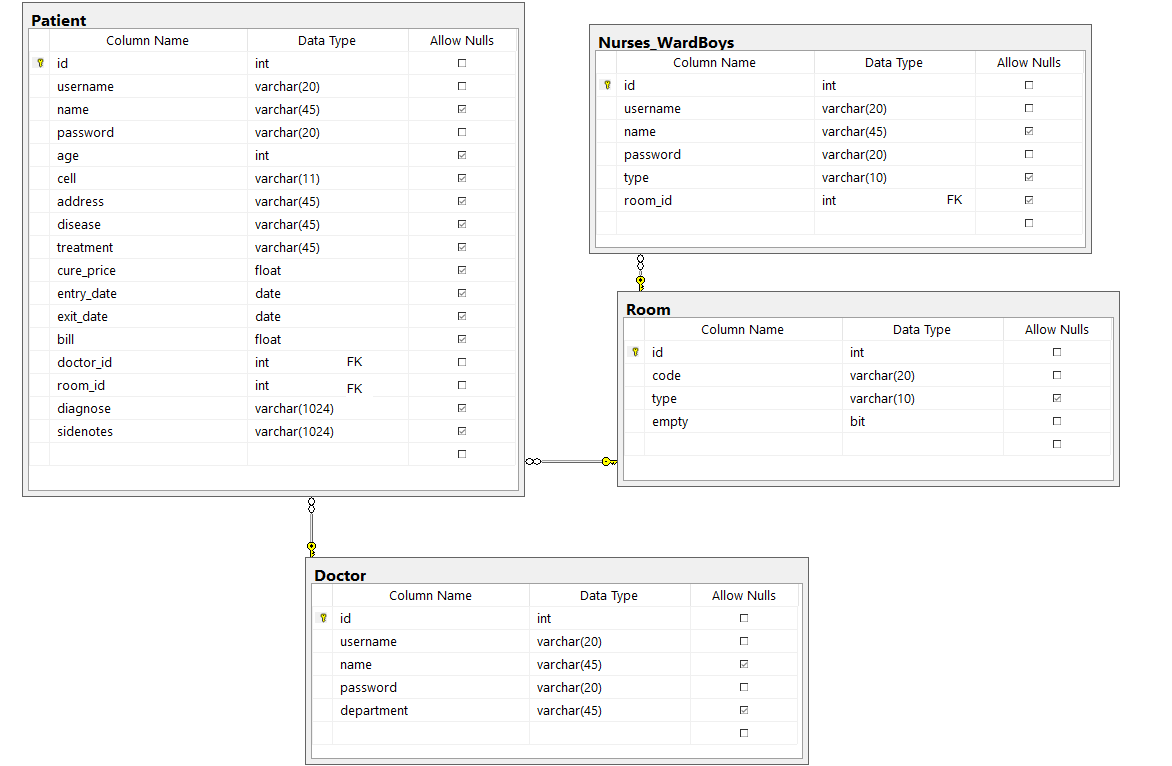 Patient
Column Name Data Type Allow Nulls
id int
username varchar(20)
name varchar(45)
password varchar(20)
age int
cell varchar(11)
address varchar(45)
disease varchar(45)
treatment varchar(45)
cure_price float
entry_date date
exit_date date
bill float
doctor_id int FK
room_id int FK
diagnose varchar(1024)
sidenotes varchar(1024)
Nurses_WardBoys
Column Name Data Type Allow Nulls
id int
username varchar(20)
name varchar(45)
password varchar(20)
type varchar(10)
room_id int FK
Room
Column Name Data Type Allow Nulls
id int
code varchar(20)
type varchar(10)
empty bit
Doctor
Column Name Data Type Allow Nulls
id int
username varchar(20)
name varchar(45)
password varchar(20)
department varchar(45)